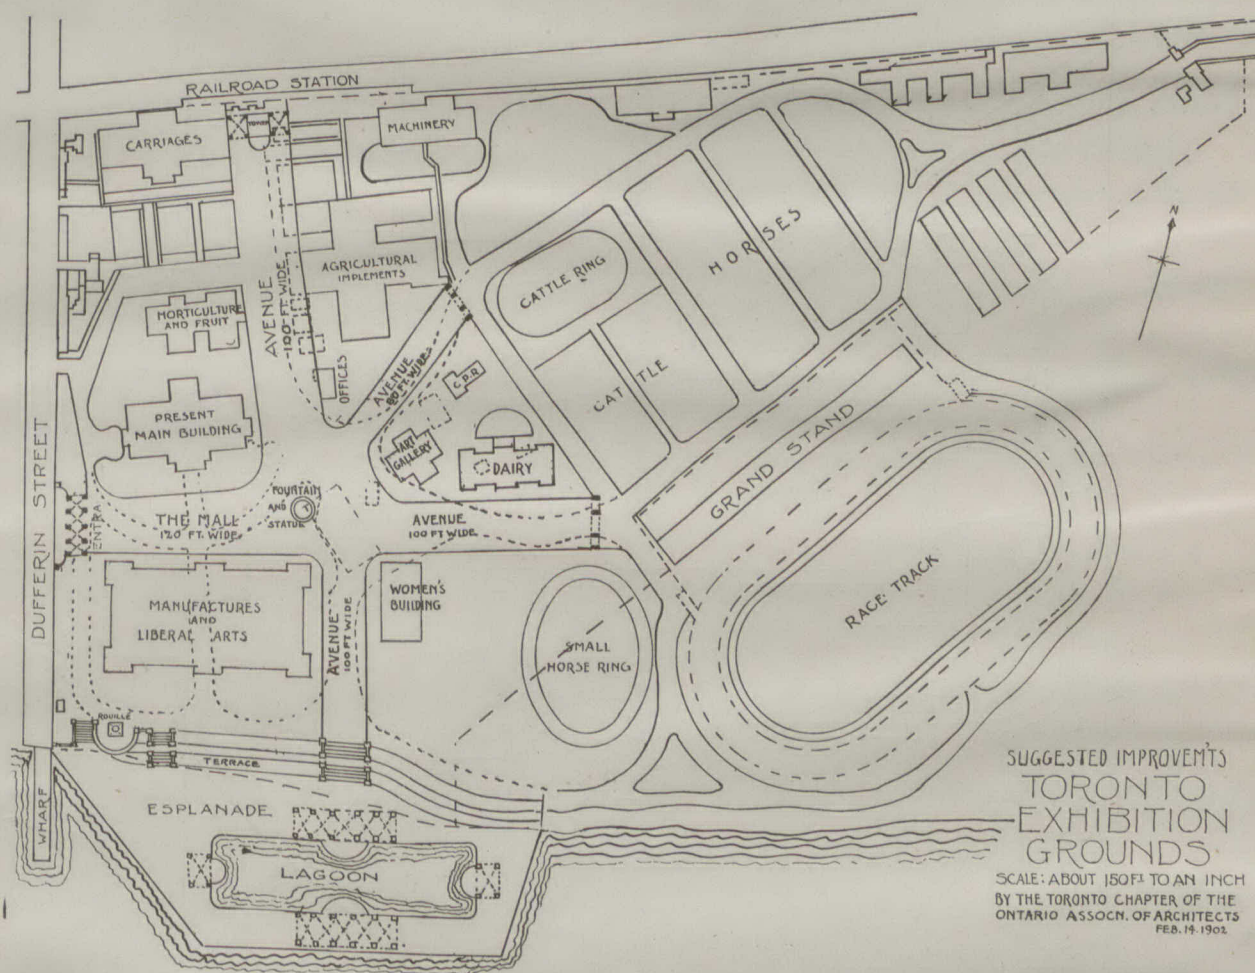 RAILROAD STATION
CARRIAGES
MACHINERY
N
HORSES
CATTLE RING
AGRICULTURAL
IMPLEMENTS
AVENUE
100 FT. WIDE
HORTICULTURE
AND FRUIT
OFFICES
AVENUE
C.P.R
CATTLE
PRESENT
MAIN BUILDING
ART
GALLERY
DAIRY
GRAND STAND
DUFFERIN STREET
ENTRA
THE MALL
120 FT. WIDE
FOUNTAIN
AND
STATUE
AVENUE
100 FT WIDE
RACE TRACK
MANUFACTURES
AND
LIBERAL ARTS
AVENUE
100 FT WIDE
WOMEN'S
BUILDING
SMALL
HORSE RING
ROUILLÉ
TERRACE
WHARF
ESPLANADE
LAGOON
SUGGESTED IMPROVEM'TS
TORONTO
EXHIBITION
GROUNDS
SCALE: ABOUT 150 FT TO AN INCH
BY THE TORONTO CHAPTER OF THE
ONTARIO ASSOCN. OF ARCHITECTS
FEB. 14. 1902